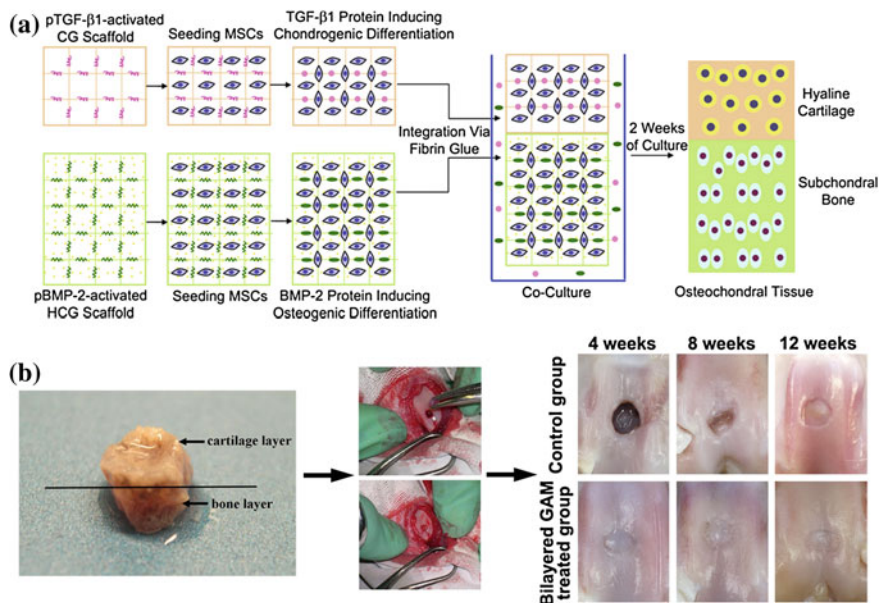 (a)
pTGF-β1-activated
CG Scaffold
Seeding MSCs
TGF-β1 Protein Inducing
Chondrogenic Differentiation
Integration Via
Fibrin Glue
2 Weeks
of Culture
Hyaline
Cartilage
Subchondral
Bone
pBMP-2-activated
HCG Scaffold
Seeding MSCs
BMP-2 Protein Inducing
Osteogenic Differentiation
Co-Culture
Osteochondral Tissue
(b)
cartilage layer
bone layer
4 weeks
8 weeks
12 weeks
Control group
Bilayered GAM
treated group